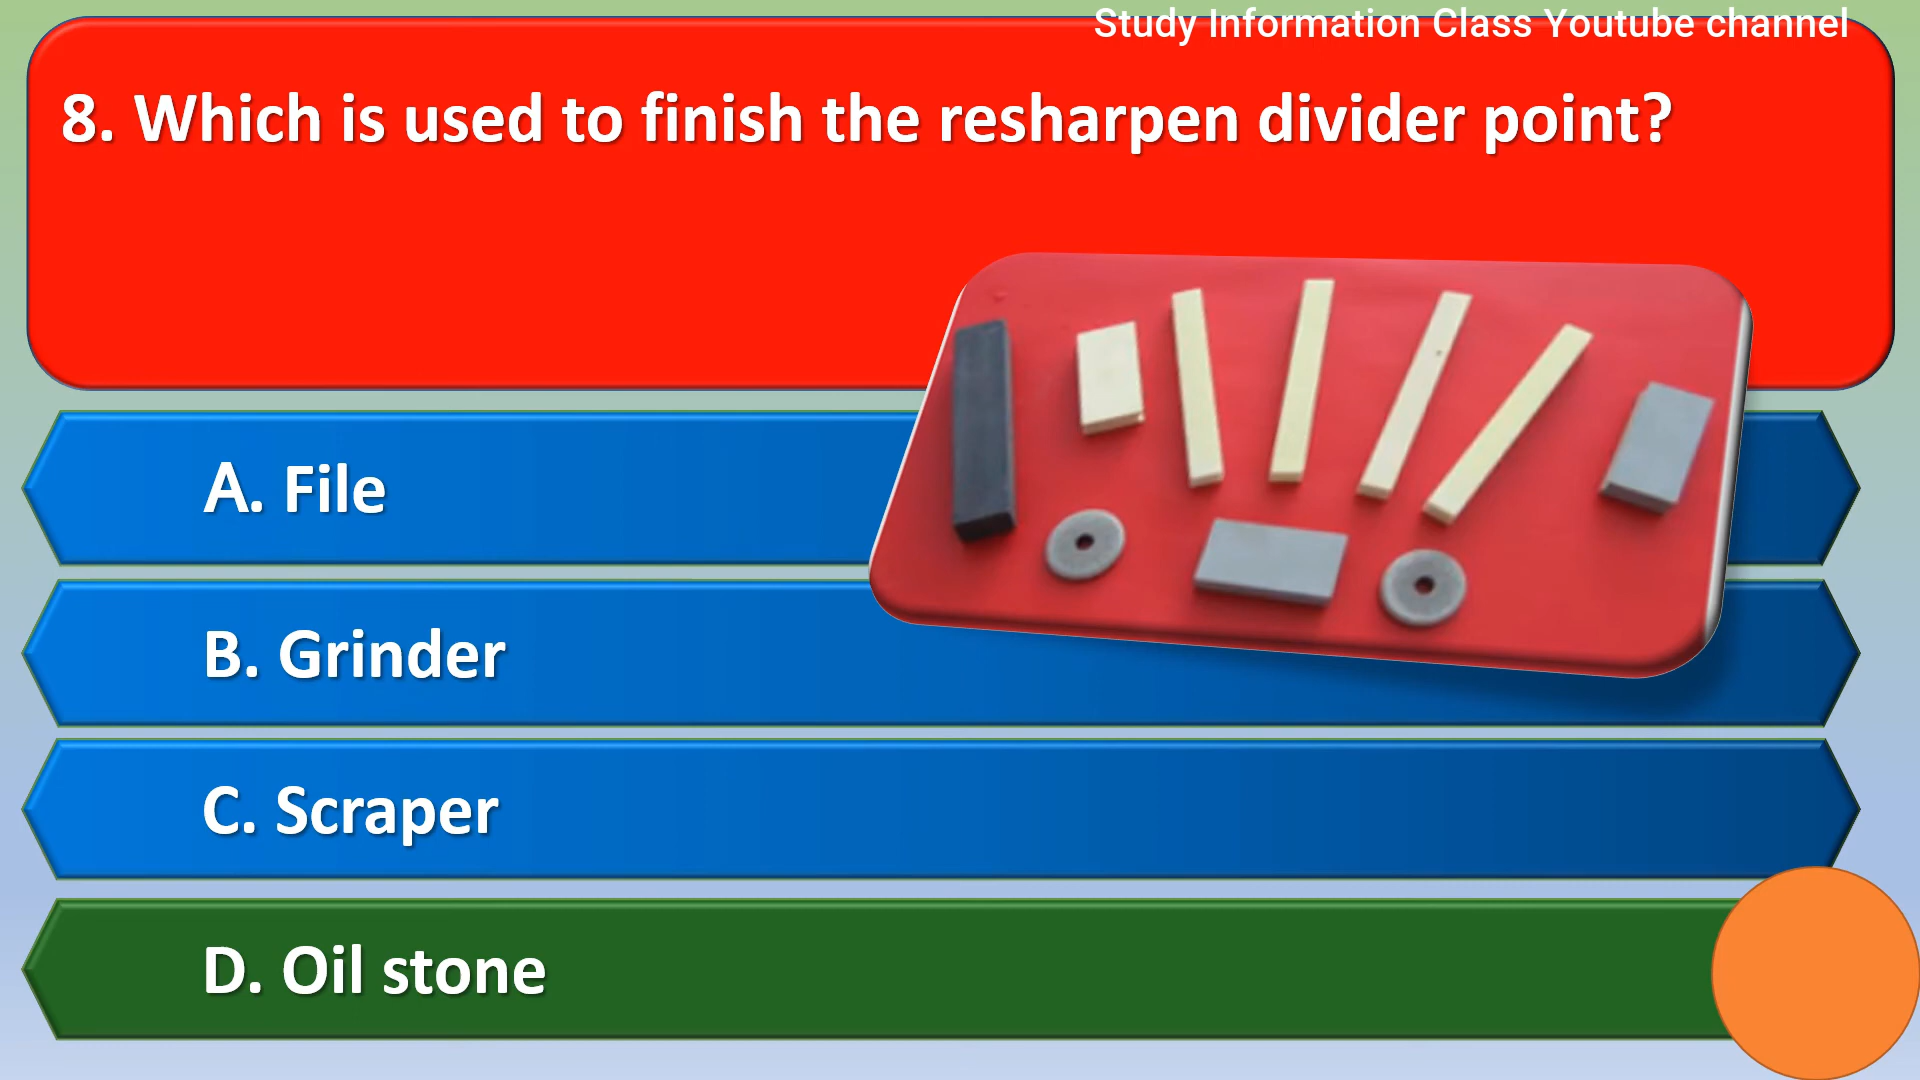 Study Information Class Youtube channel
8. Which is used to finish the resharpen divider point?
A. File
B. Grinder
C. Scraper
D. Oil stone